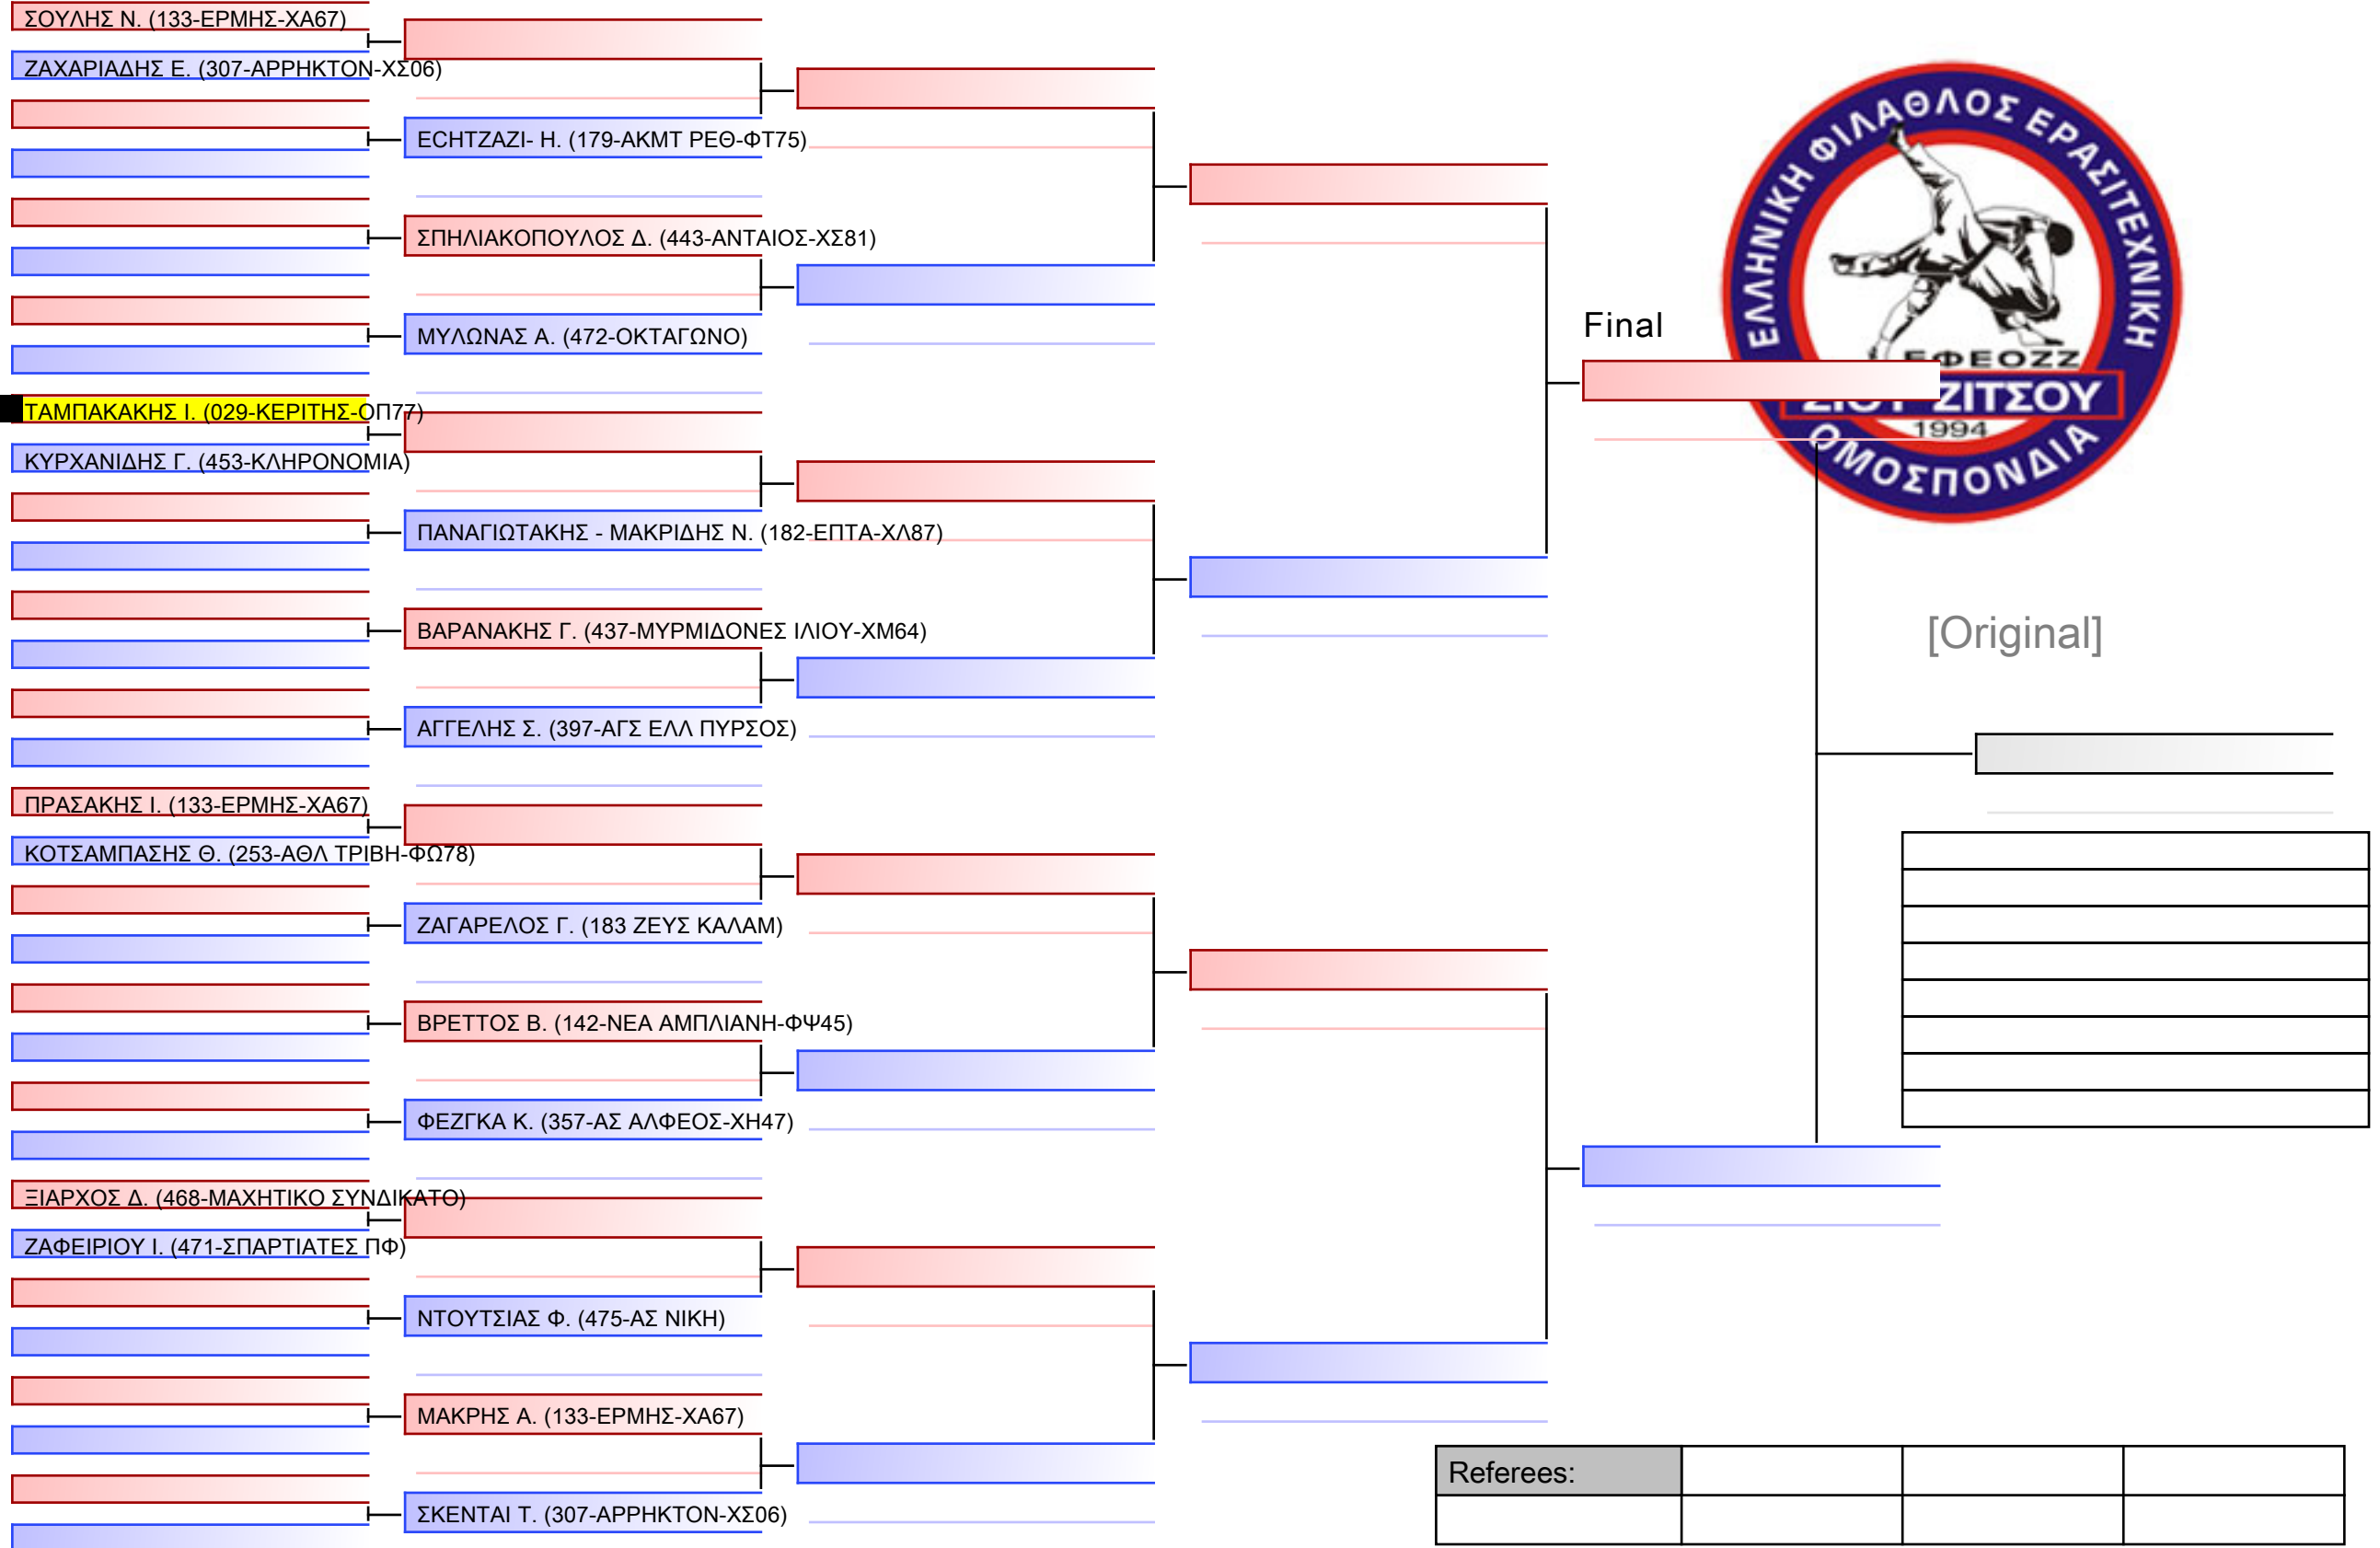 ΣΟΥΛΗΣ Ν. (133-ΕΡΜΗΣ-ΧΑ67)
ΖΑΧΑΡΙΑΔΗΣ Ε. (307-ΑΡΡΗΚΤΟΝ-ΧΣ06)
ECHTZAZI- Η. (179-ΑΚΜΤ ΡΕΘ-ΦΤ75)
ΣΠΗΛΙΑΚΟΠΟΥΛΟΣ Δ. (443-ΑΝΤΑΙΟΣ-ΧΣ81)
ΜΥΛΩΝΑΣ Α. (472-ΟΚΤΑΓΩΝΟ)
ΤΑΜΠΑΚΑΚΗΣ Ι. (029-ΚΕΡΙΤΗΣ-ΟΠ77)
ΚΥΡΧΑΝΙΔΗΣ Γ. (453-ΚΛΗΡΟΝΟΜΙΑ)
ΠΑΝΑΓΙΩΤΑΚΗΣ - ΜΑΚΡΙΔΗΣ Ν. (182-ΕΠΤΑ-ΧΛ87)
ΒΑΡΑΝΑΚΗΣ Γ. (437-ΜΥΡΜΙΔΟΝΕΣ ΙΛΙΟΥ-ΧΜ64)
ΑΓΓΕΛΗΣ Σ. (397-ΑΓΣ ΕΛΛ ΠΥΡΣΟΣ)
ΠΡΑΣΑΚΗΣ Ι. (133-ΕΡΜΗΣ-ΧΑ67)
ΚΟΤΣΑΜΠΑΣΗΣ Θ. (253-ΑΘΛ ΤΡΙΒΗ-ΦΩ78)
ΖΑΓΑΡΕΛΟΣ Γ. (183 ΖΕΥΣ ΚΑΛΑΜ)
ΒΡΕΤΤΟΣ Β. (142-ΝΕΑ ΑΜΠΛΙΑΝΗ-ΦΨ45)
ΦΕΖΓΚΑ Κ. (357-ΑΣ ΑΛΦΕΟΣ-ΧΗ47)
ΞΙΑΡΧΟΣ Δ. (468-ΜΑΧΗΤΙΚΟ ΣΥΝΔΙΚΑΤΟ)
ΖΑΦΕΙΡΙΟΥ Ι. (471-ΣΠΑΡΤΙΑΤΕΣ ΠΦ)
ΝΤΟΥΤΣΙΑΣ Φ. (475-ΑΣ ΝΙΚΗ)
ΜΑΚΡΗΣ Α. (133-ΕΡΜΗΣ-ΧΑ67)
ΣΚΕΝΤΑΙ Τ. (307-ΑΡΡΗΚΤΟΝ-ΧΣ06)
Final
ΕΛΛΗΝΙΚΗ ΦΙΛΑΘΛΟΣ ΕΡΑΣΙΤΕΧΝΙΚΗ
ΕΦΕΟΖΖ
ΖΙΟΥ ΖΙΤΣΟΥ
1994
ΟΜΟΣΠΟΝΔΙΑ
[Original]
Referees: